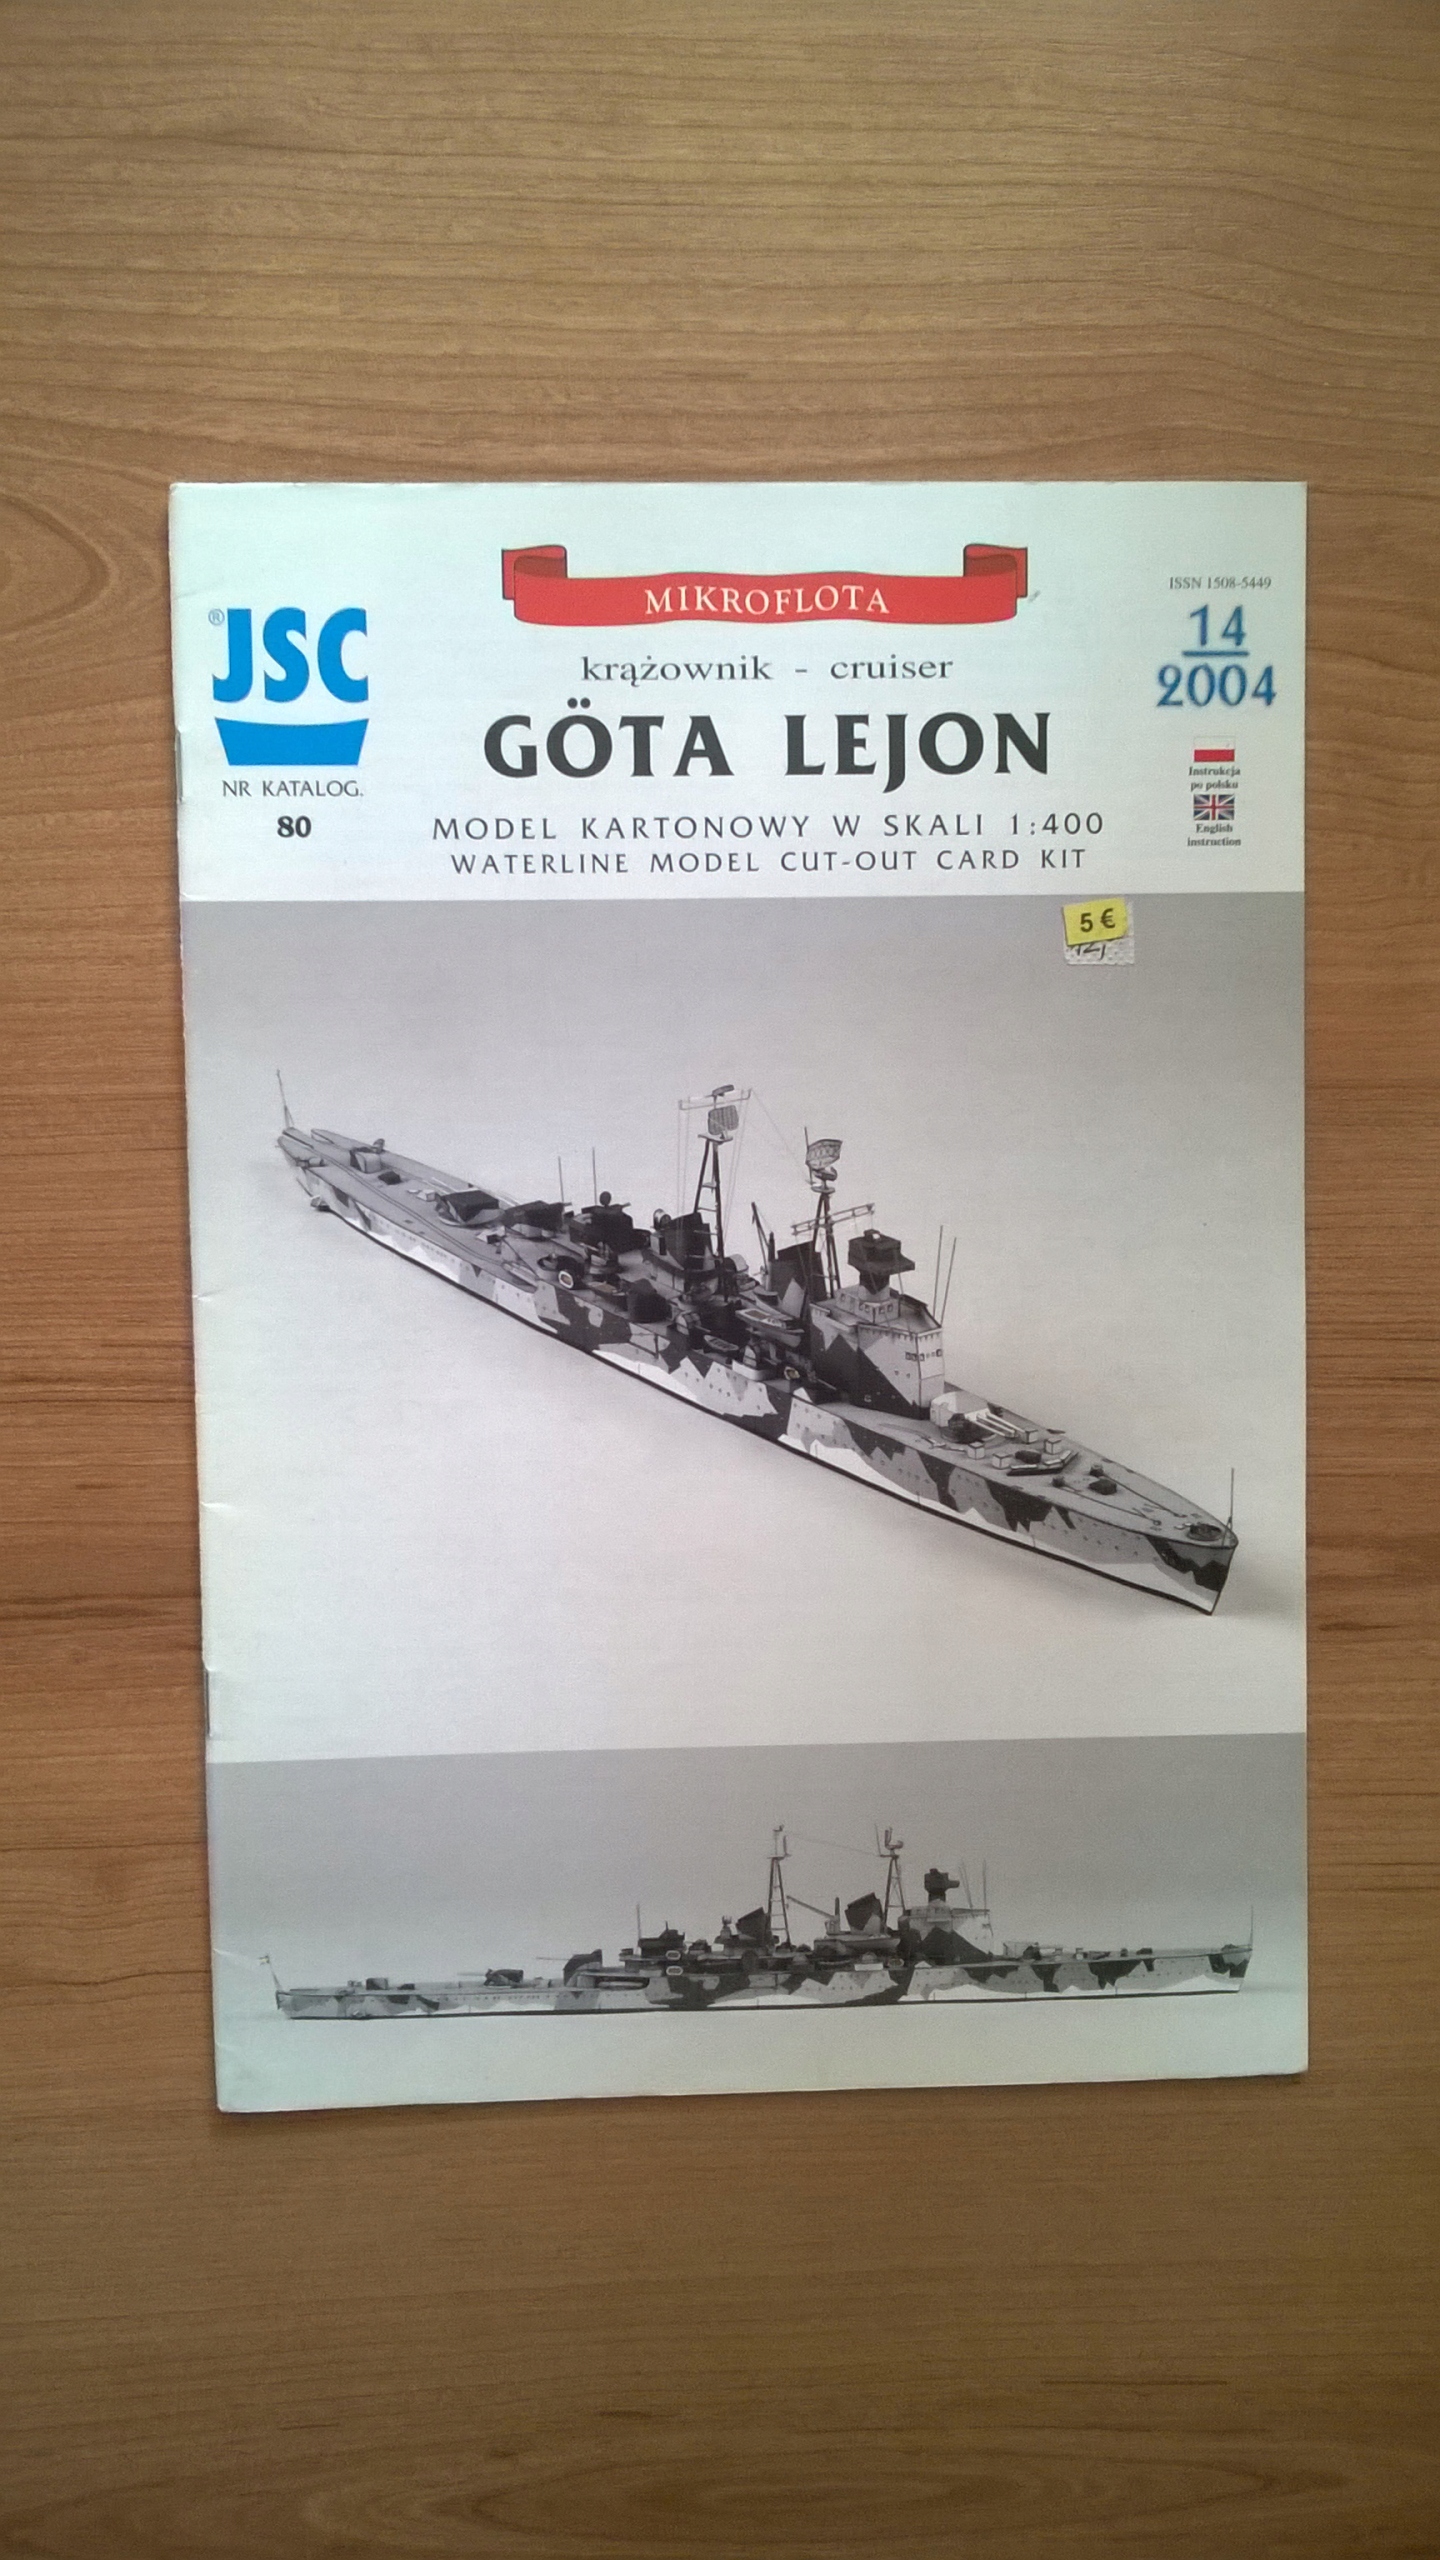 MIKROFLOTA
ISSN 1508-5449
® JSC
14
2004
krążownik - cruiser
GÖTA LEJON
NR KATALOG.
80
MODEL KARTONOWY W SKALI 1:400
WATERLINE MODEL CUT-OUT CARD KIT
Instrukcja
po polsku
English
instruction
5 €